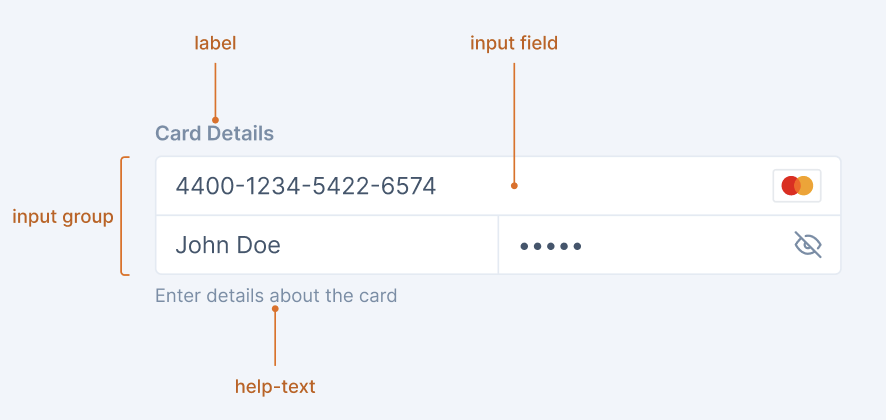 label
input field
Card Details
4400-1234-5422-6574
input group
John Doe
•••••
Enter details about the card
help-text